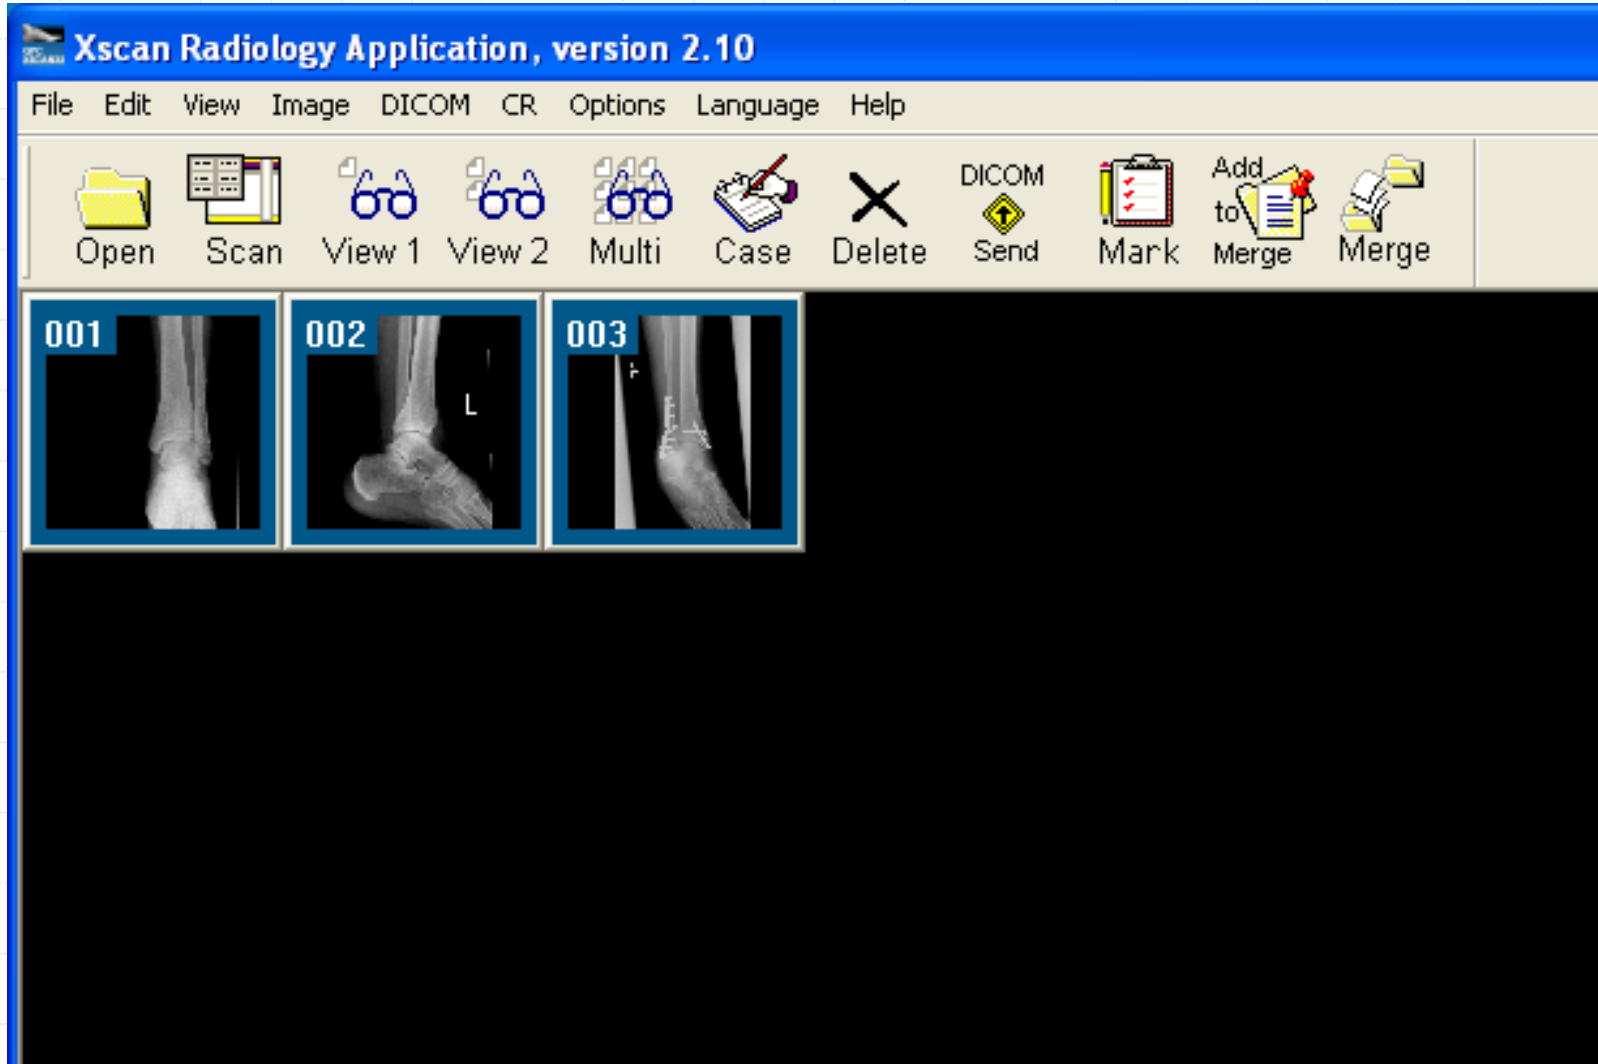 Xscan Radiology Application, version 2.10
File Edit View Image DICOM CR Options Language Help
Open Scan View 1 View 2 Multi Case Delete DICOM Send Mark Add to Merge Merge
001 002 003
L